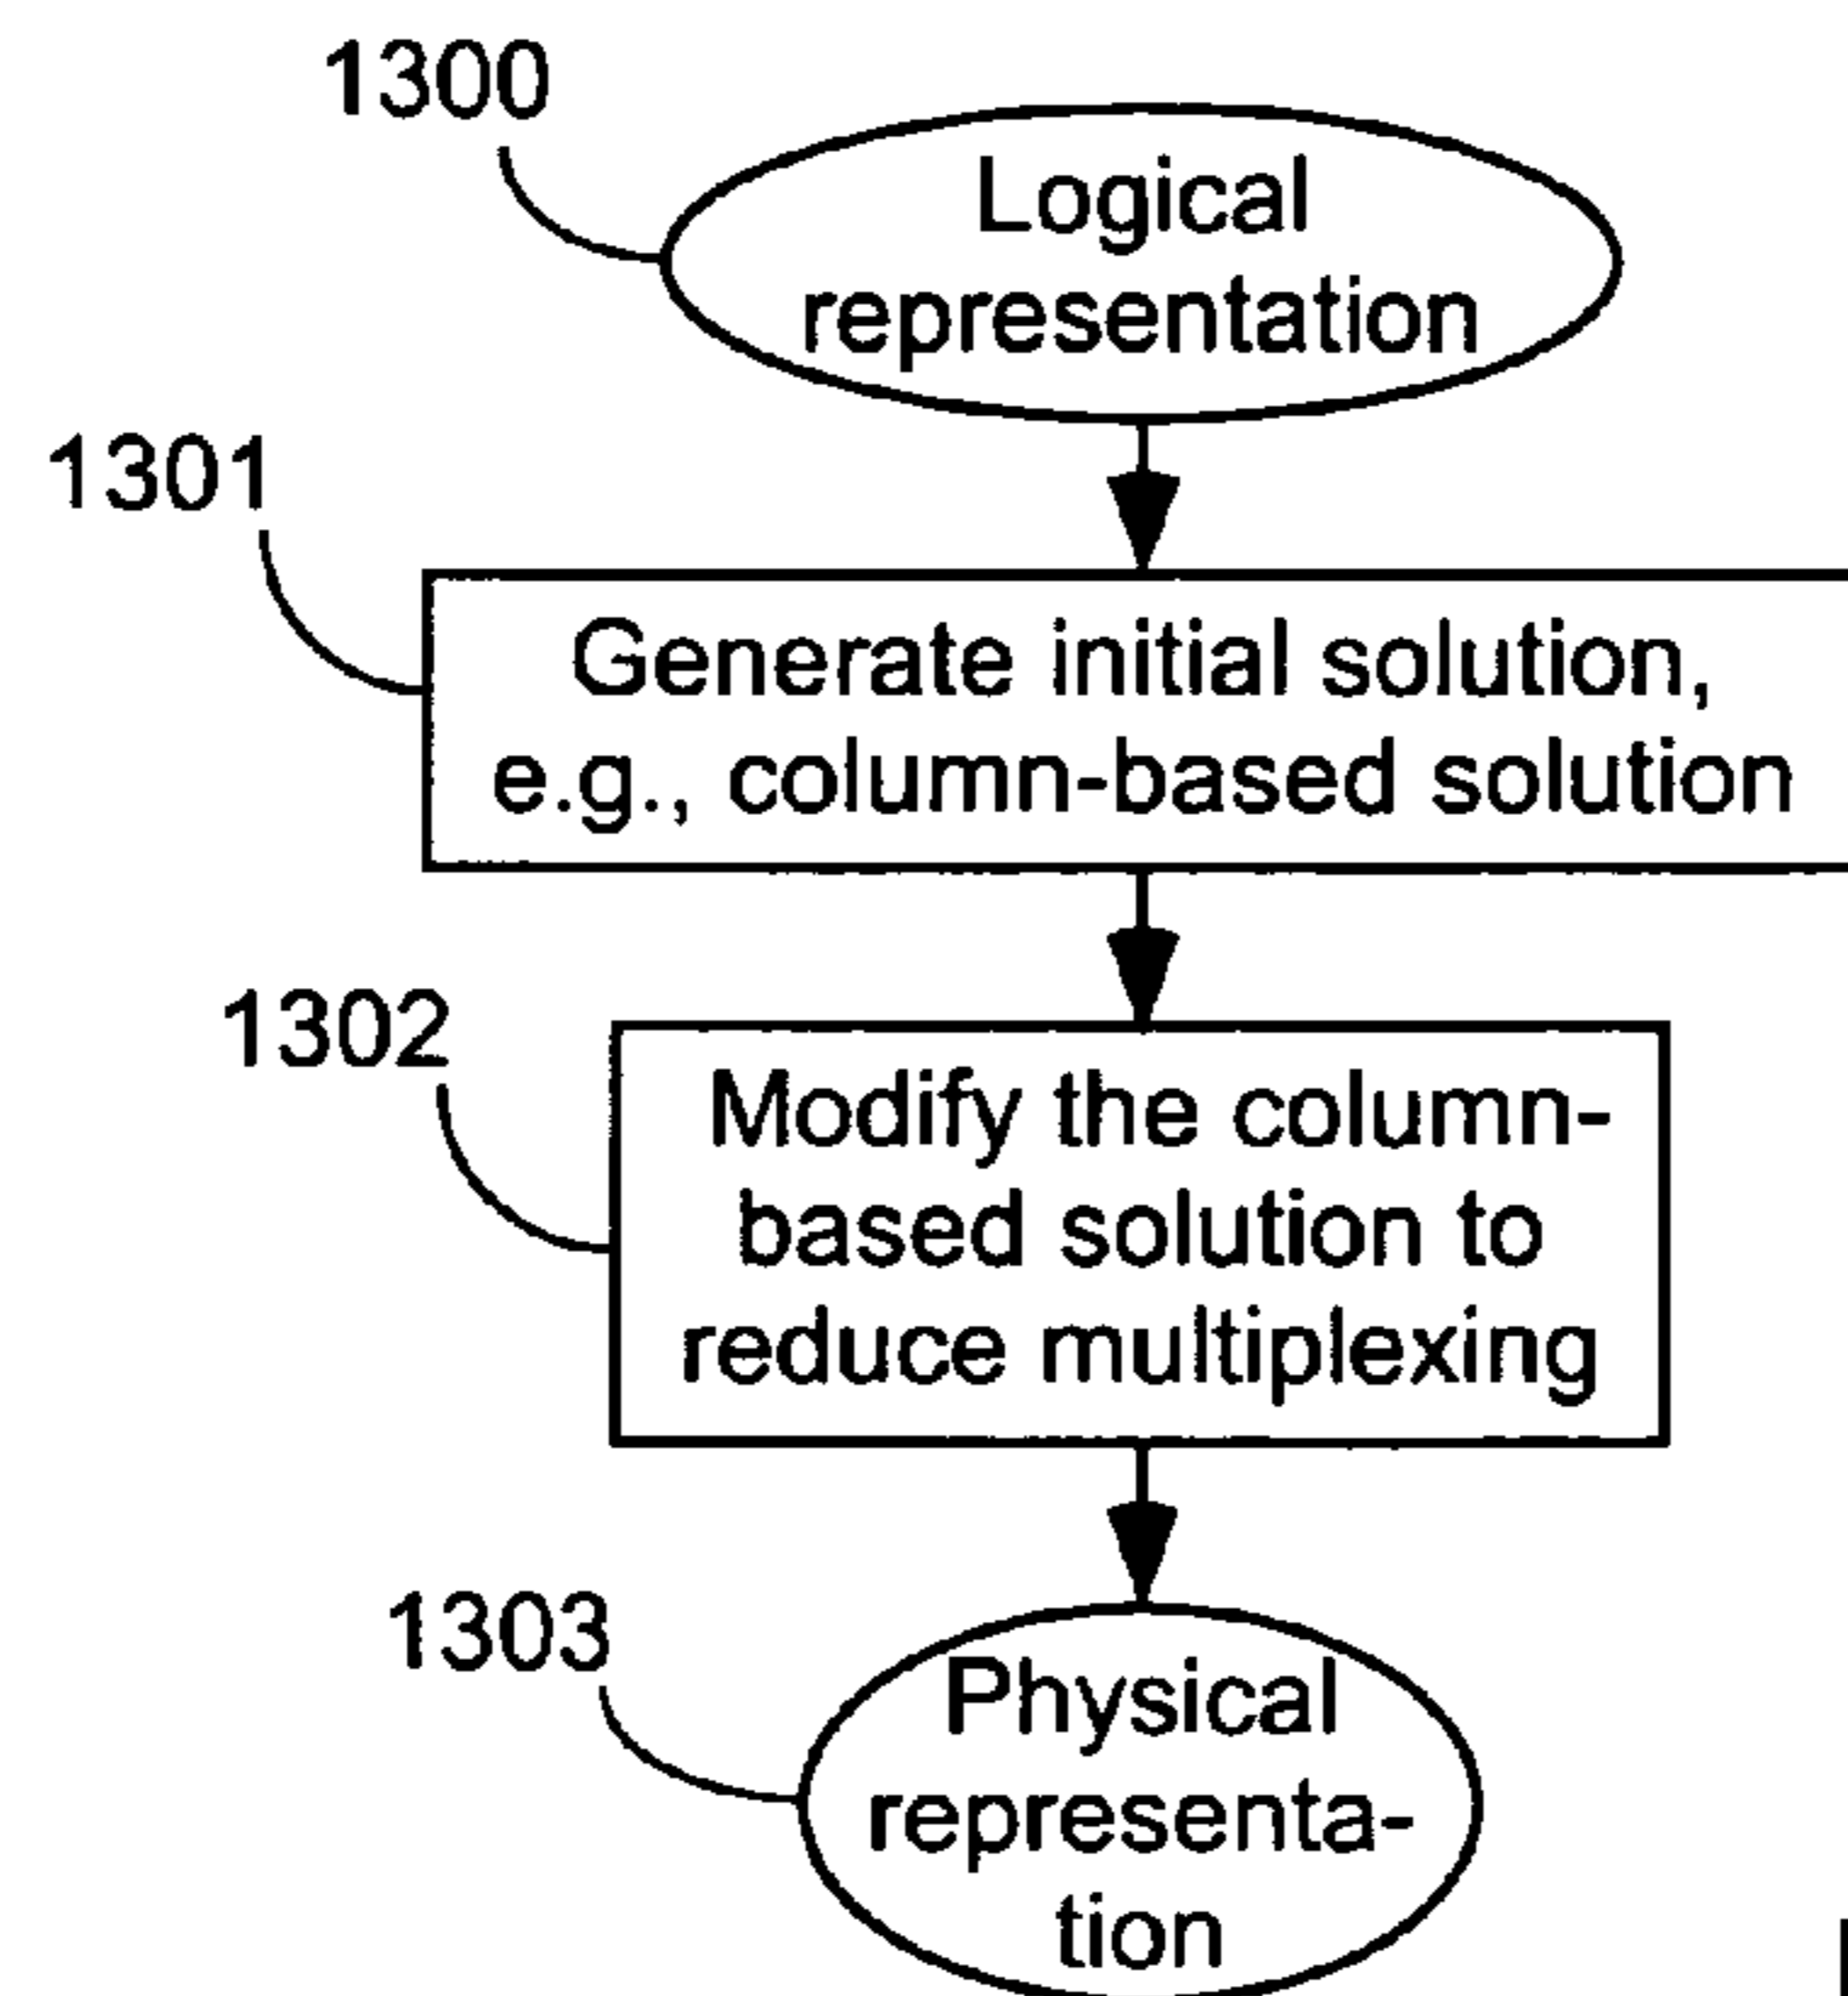 1300
Logical
representation
1301
Generate initial solution,
e.g., column-based solution
1302
Modify the column-
based solution to
reduce multiplexing
1303
Physical
representa-
tion